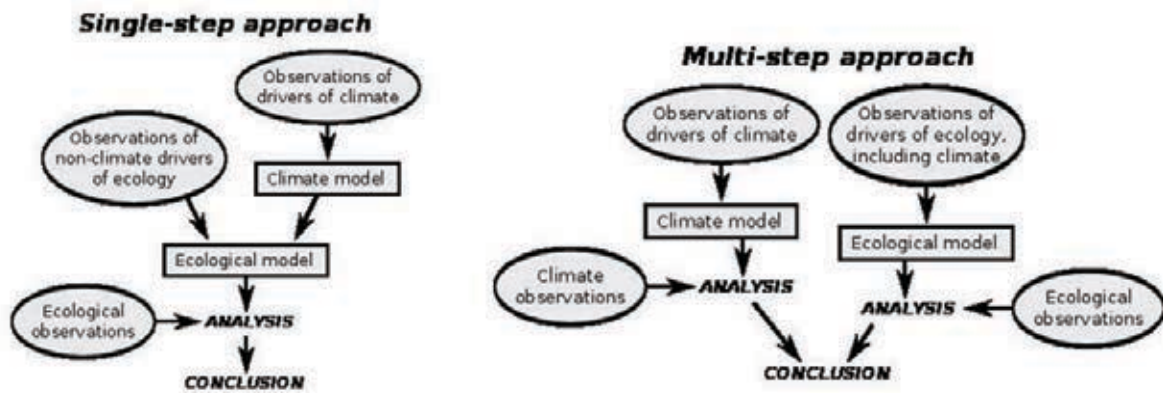 Single-step approach
Observations of
drivers of climate
Observations of
non-climate drivers
of ecology
Climate model
Ecological model
Ecological
observations
ANALYSIS
CONCLUSION
Multi-step approach
Observations of
drivers of climate
Observations of
drivers of ecology,
including climate
Climate model
Ecological model
Climate
observations
ANALYSIS
ANALYSIS
Ecological
observations
CONCLUSION